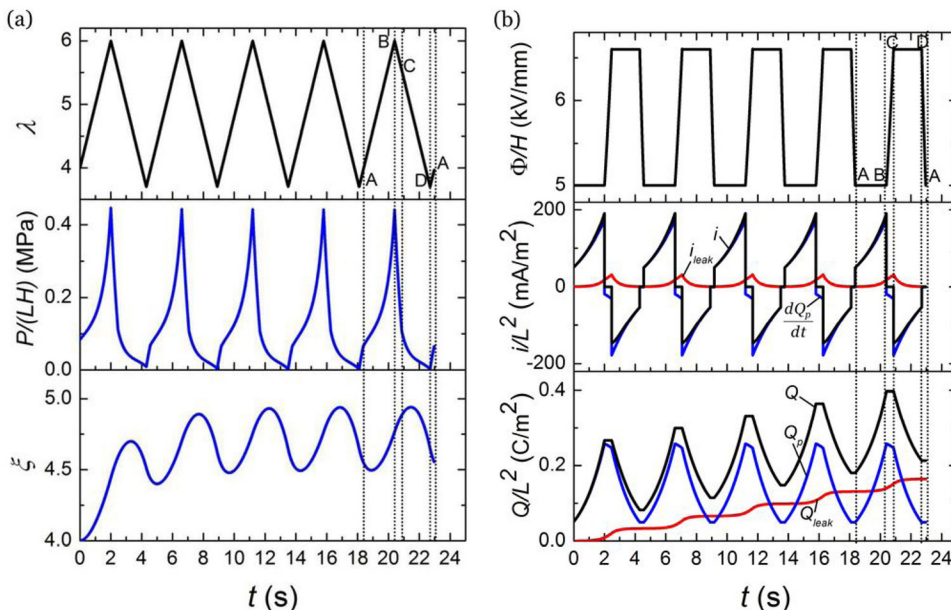 (a)
6
5
4
λ
B
C
A
D
A
0.4
0.2
0.0
P/(LH) (MPa)
5.0
4.5
4.0
ξ
0 2 4 6 8 10 12 14 16 18 20 22 24
t (s)
(b)
6
5
Φ/H (kV/mm)
C D
A B
A
200
0
-200
i/L² (mA/m²)
i
i_leak
dQ_p
dt
0.4
0.2
0.0
Q/L² (C/m²)
Q
Q_p
Q_leak
0 2 4 6 8 10 12 14 16 18 20 22 24
t (s)